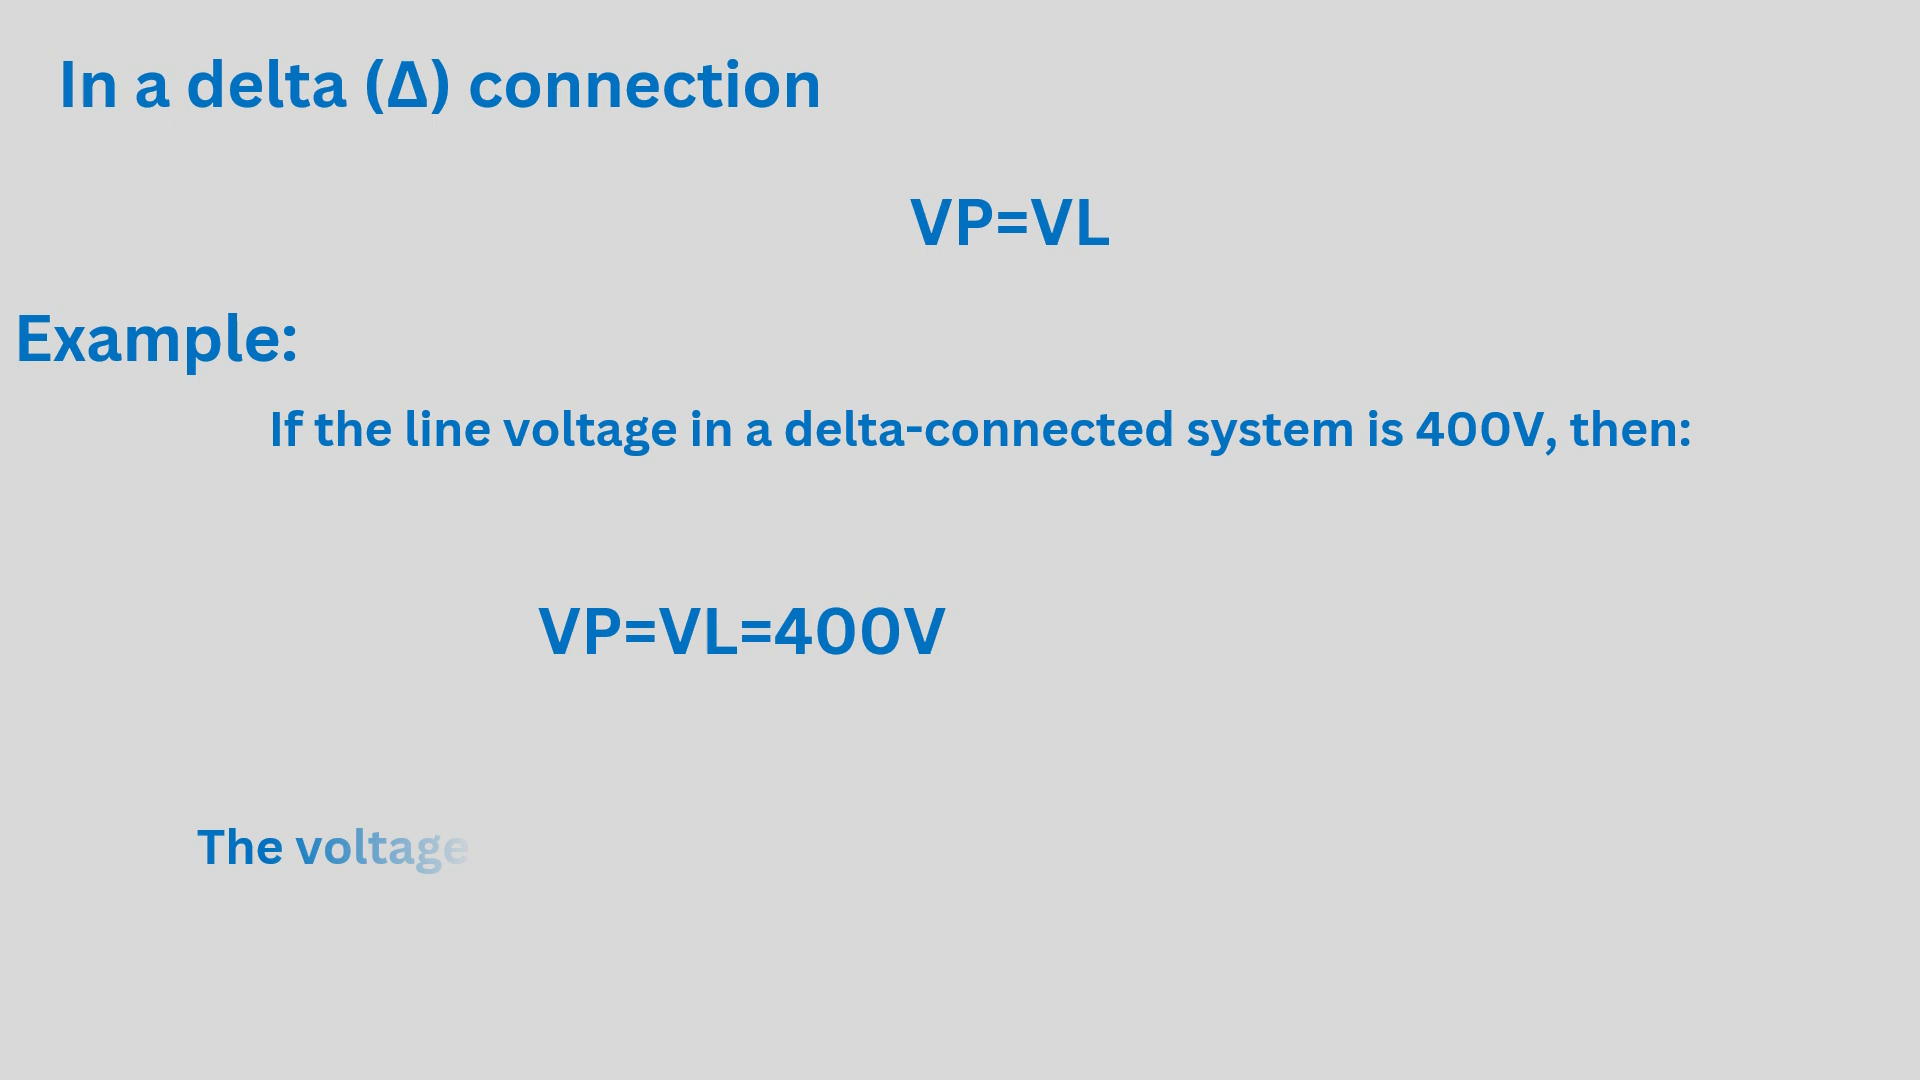 In a delta (Δ) connection
VP=VL
Example:
If the line voltage in a delta-connected system is 400V, then:
VP=VL=400V
The voltage